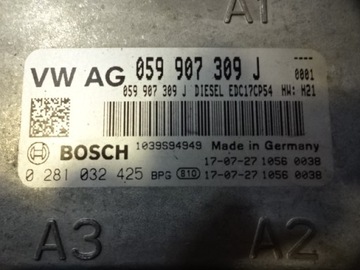 A1
VW AG 059 907 309 J 0001
059 907 309 J DIESEL EDC17CP54 HW: H21
BOSCH 1039S94949 Made in Germany
17-07-27 1056 0038
0 281 032 425 BPG 810 17-07-27 1056 0038
A3 A2